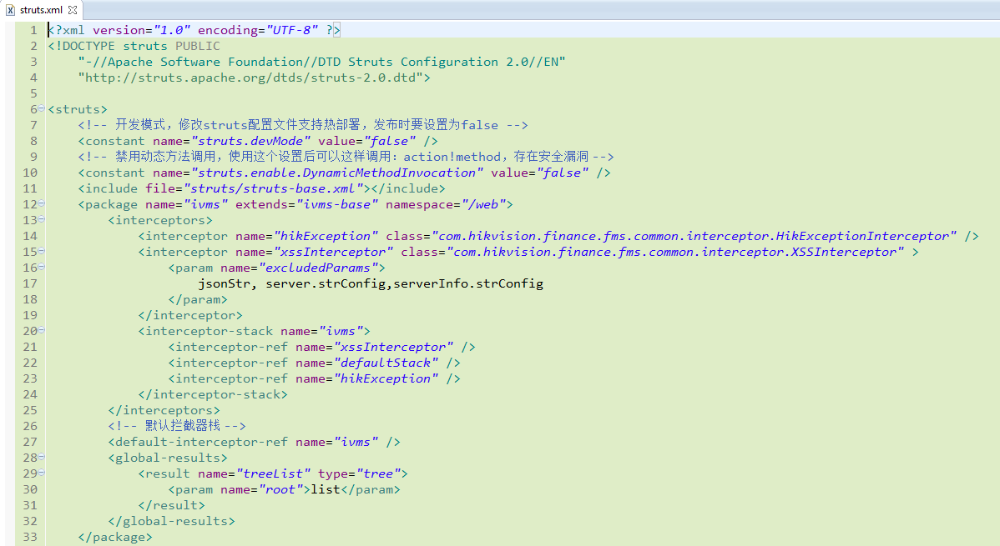 struts.xml
1 <?xml version="1.0" encoding="UTF-8" ?>
2 <!DOCTYPE struts PUBLIC
3     "-//Apache Software Foundation//DTD Struts Configuration 2.0//EN"
4     "http://struts.apache.org/dtds/struts-2.0.dtd">
5
6 <struts>
7     <!-- 开发模式，修改struts配置文件支持热部署，发布时要设置为false -->
8     <constant name="struts.devMode" value="false" />
9     <!-- 禁用动态方法调用，使用这个设置后可以这样调用：action!method，存在安全漏洞 -->
10     <constant name="struts.enable.DynamicMethodInvocation" value="false" />
11     <include file="struts/struts-base.xml"></include>
12     <package name="ivms" extends="ivms-base" namespace="/web">
13         <interceptors>
14             <interceptor name="hikException" class="com.hikvision.finance.fms.common.interceptor.HikExceptionInterceptor" />
15             <interceptor name="xssInterceptor" class="com.hikvision.finance.fms.common.interceptor.XSSInterceptor" >
16                 <param name="excludedParams">
17                     jsonStr, server.strConfig,serverInfo.strConfig
18                 </param>
19             </interceptor>
20             <interceptor-stack name="ivms">
21                 <interceptor-ref name="xssInterceptor" />
22                 <interceptor-ref name="defaultStack" />
23                 <interceptor-ref name="hikException" />
24             </interceptor-stack>
25         </interceptors>
26         <!-- 默认拦截器栈 -->
27         <default-interceptor-ref name="ivms" />
28         <global-results>
29             <result name="treeList" type="tree">
30                 <param name="root">list</param>
31             </result>
32         </global-results>
33     </package>